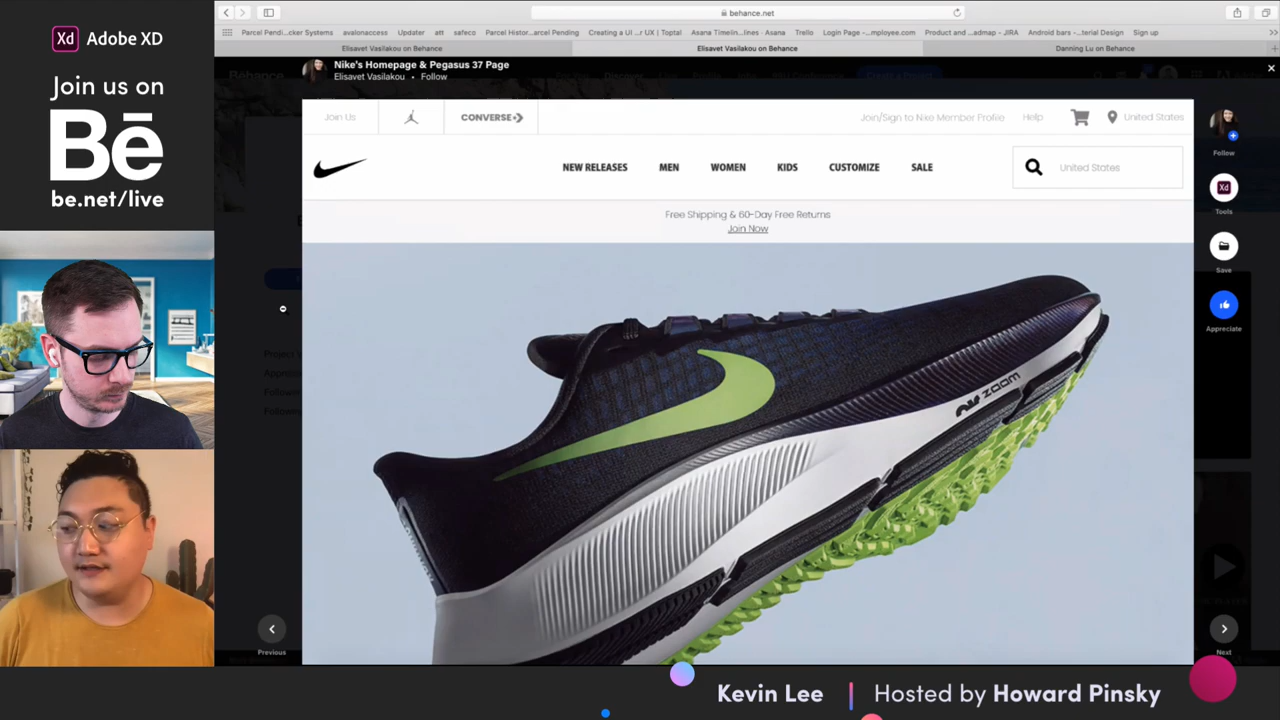 Xd Adobe XD
Join us on
Bē
be.net/live
behance.net
Parcel Pendi...cker Systems avalonaccess Updater att safeco Parcel Histor...arcel Pending Creating a UI ...r UX | Toptal Asana Timelin...lines · Asana Trello Login Page -...mployee.com Product and ...admap - JIRA Android bars -...terial Design Sign up
Elisavet Vasilakou on Behance Elisavet Vasilakou on Behance Danning Lu on Behance
Nike's Homepage & Pegasus 37 Page
Elisavet Vasilakou • Follow
Join Us CONVERSE Join/Sign to Nike Member Profile Help United States
NEW RELEASES MEN WOMEN KIDS CUSTOMIZE SALE United States
Free Shipping & 60-Day Free Returns
Join Now
zoom
Follow
Xd
Tools
Save
Appreciate
Previous
Next
Kevin Lee | Hosted by Howard Pinsky